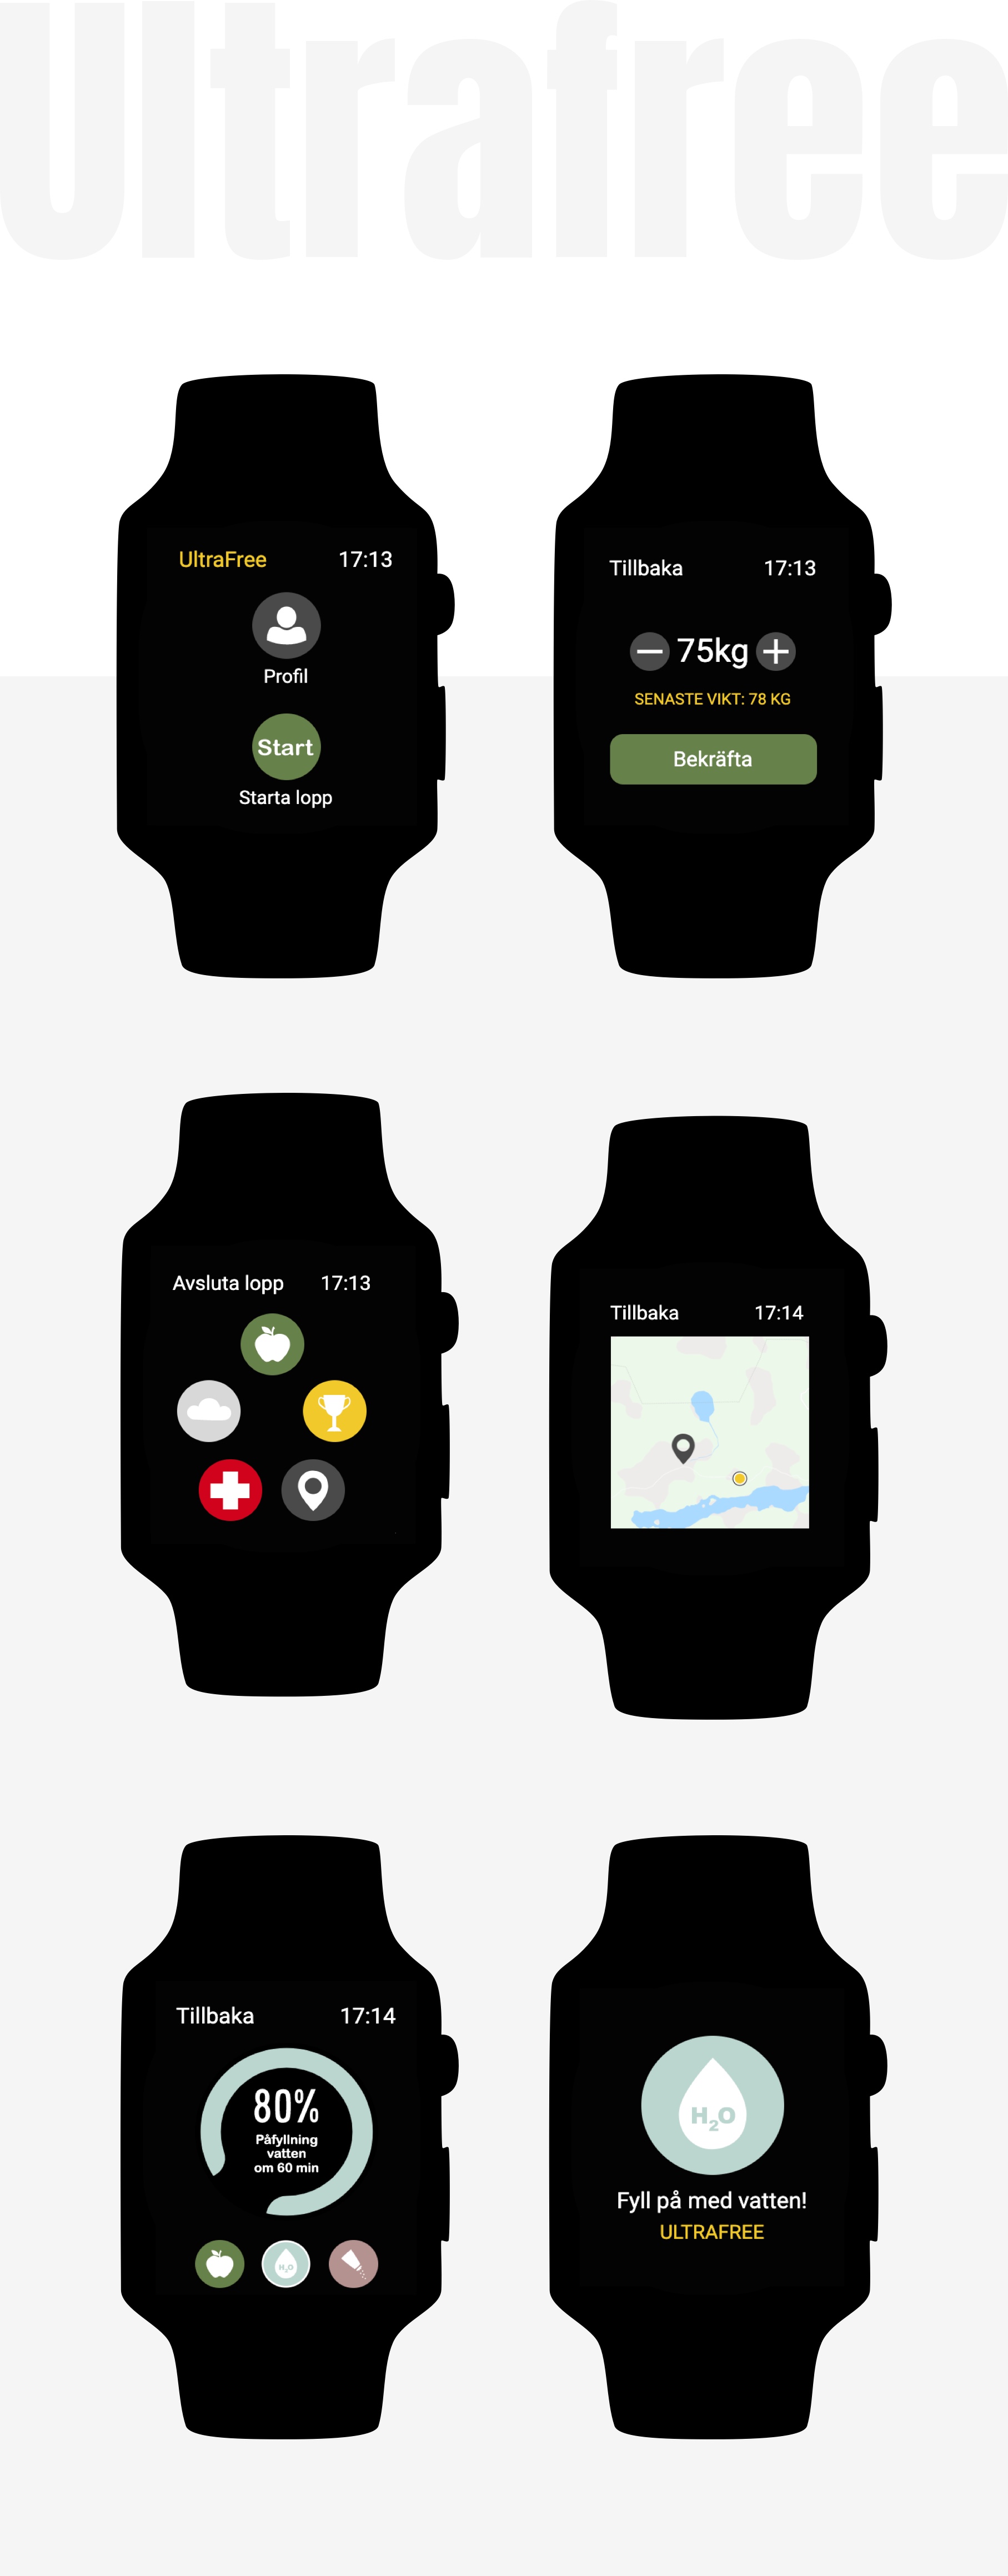 Ultrafree
UltraFree 17:13
Profil
Start
Starta lopp
Tillbaka 17:13
75kg
SENASTE VIKT: 78 KG
Bekräfta
Avsluta lopp 17:13
Tillbaka 17:14
Tillbaka 17:14
80%
Påfyllning
vatten
om 60 min
H₂O
H₂O
Fyll på med vatten!
ULTRAFREE